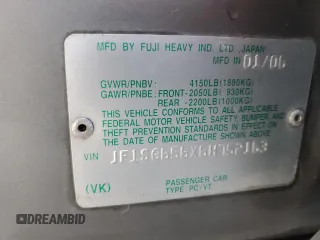 MFD BY FUJI HEAVY IND. LTD. JAPAN
MFD IN 01/06
GVWR/PNBV: 4150LB(1880KG)
GAWR/PNBE: FRONT-2050LB( 930KG)
REAR -2200LB(1000KG)
THIS VEHICLE CONFORMS TO ALL APPLICABLE
FEDERAL MOTOR VEHICLE SAFETY, BUMPER, AND
THEFT PREVENTION STANDARDS IN EFFECT ON
THE DATE OF MANUFACTURE SHOWN ABOVE.
VIN
(VK)
PASSENGER CAR
TYPE: PC/VT